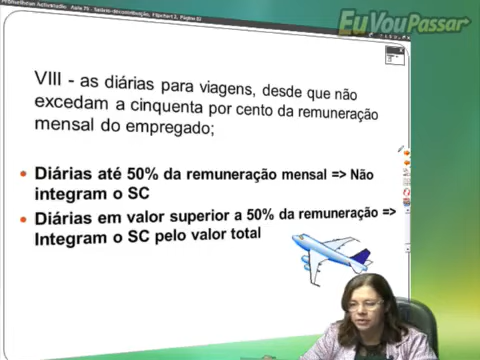 EuVouPassar
VIII - as diárias para viagens, desde que não
excedam a cinquenta por cento da remuneração
mensal do empregado;
• Diárias até 50% da remuneração mensal => Não
integram o SC
• Diárias em valor superior a 50% da remuneração =>
Integram o SC pelo valor total